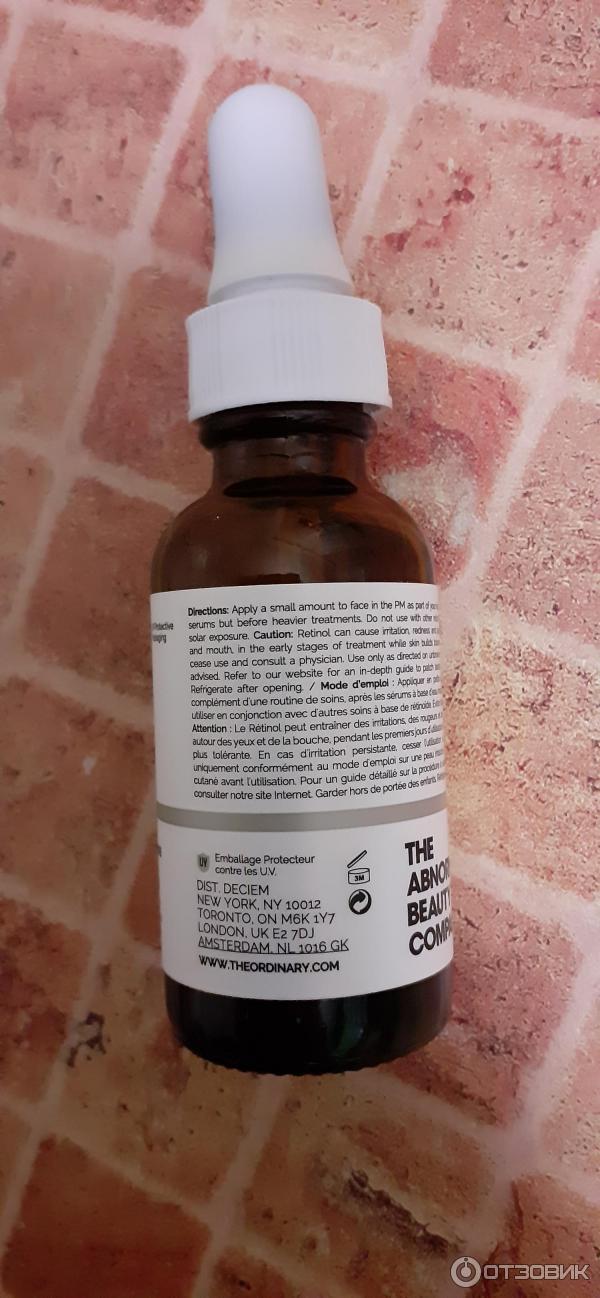 Protective
Directions: Apply a small amount to face in the PM as part of
serums but before heavier treatments. Do not use with other
solar exposure. Caution: Retinol can cause irritation, redness
and mouth, in the early stages of treatment while skin builds
cease use and consult a physician. Use only as directed on
advised. Refer to our website for an in-depth guide to patch
Refrigerate after opening. / Mode d'emploi : Appliquer en
complément d'une routine de soins, après les sérums à base d'eau
utiliser en conjonction avec d'autres soins à base de rétinoïde.
Attention : Le Rétinol peut entraîner des irritations, des rougeurs
autour des yeux et de la bouche, pendant les premiers jours
plus tolérante. En cas d'irritation persistante, cesser
uniquement conformément au mode d'emploi sur une peau
cutané avant l'utilisation. Pour un guide détaillé sur la procédure
consulter notre site Internet. Garder hors de portée des enfants.
UV
Emballage Protecteur
contre les U.V.
3M
DIST. DECIEM
NEW YORK, NY 10012
TORONTO, ON M6K 1Y7
LONDON, UK E2 7DJ
AMSTERDAM, NL 1016 GK
WWW.THEORDINARY.COM
THE
ABNOR
BEAUTY
COMPA
ОТЗОВИК